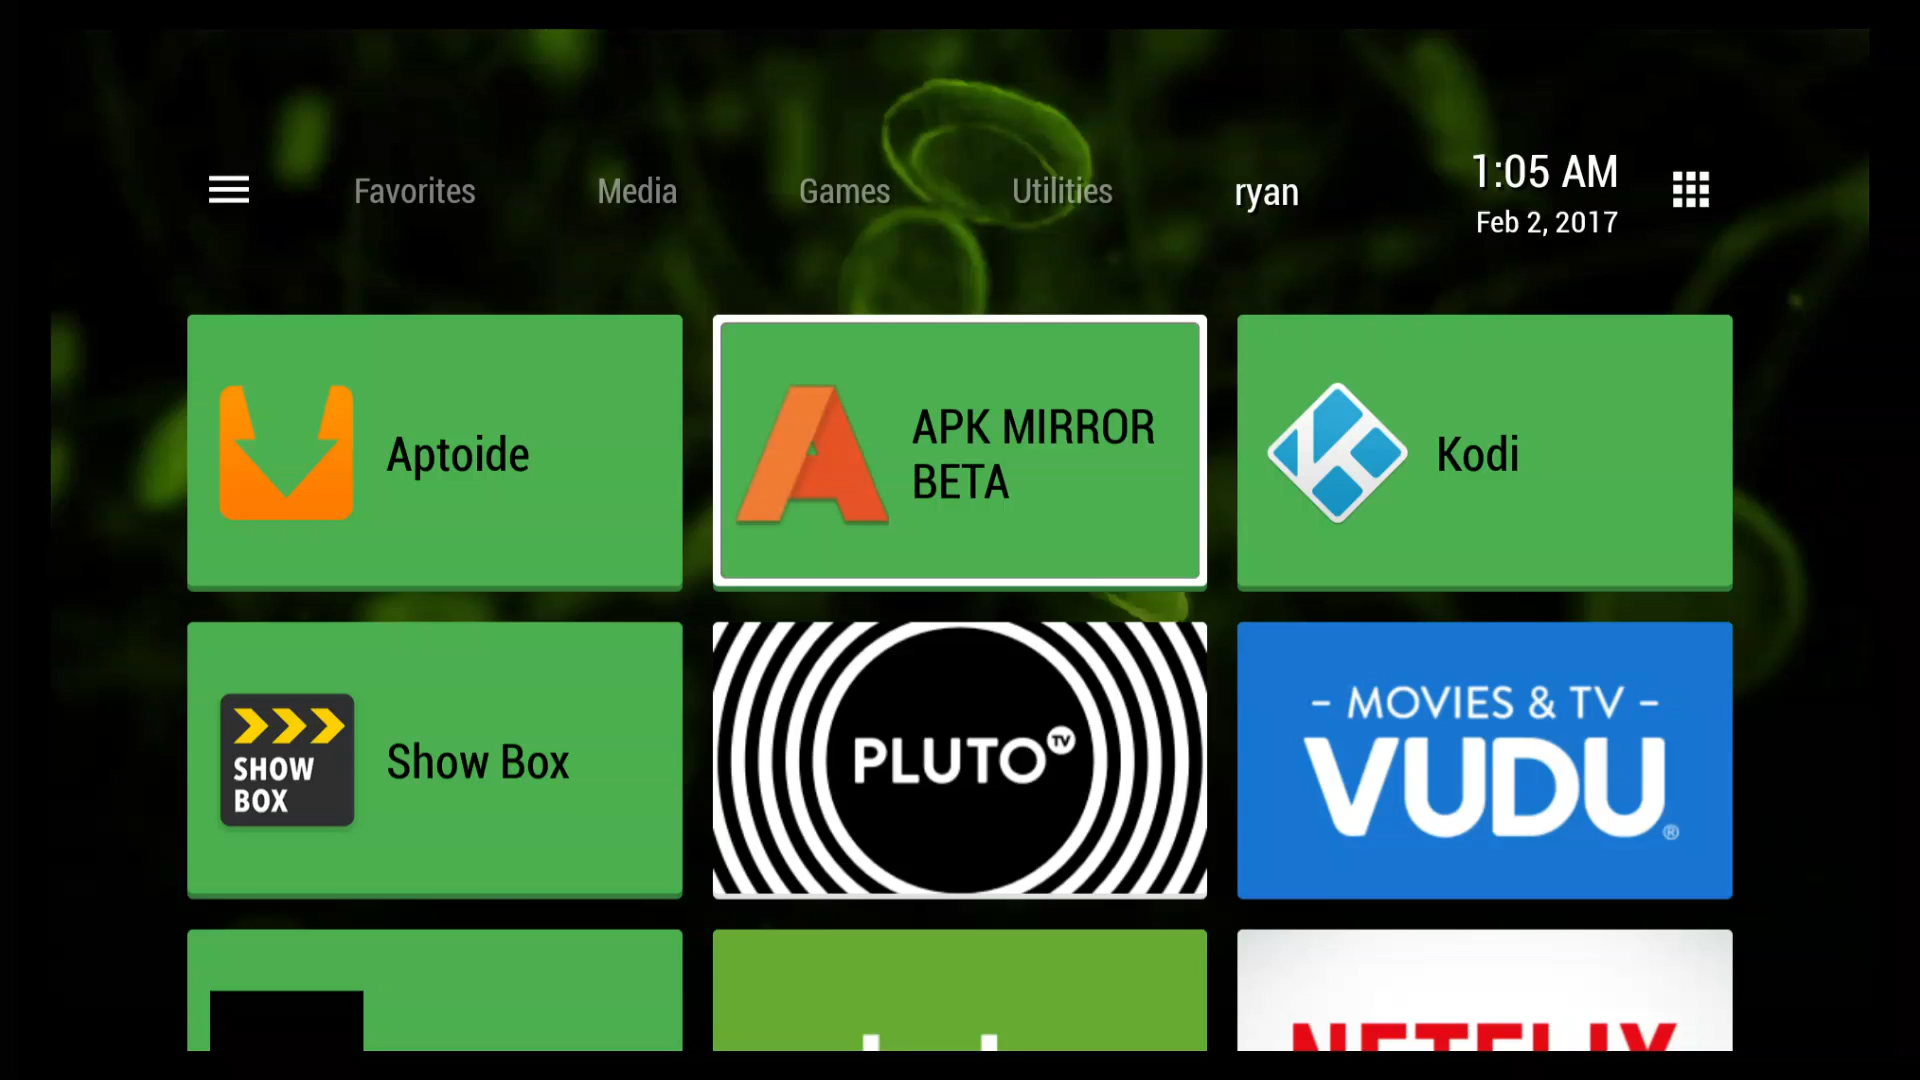 Favorites
Media
Games
Utilities
ryan
1:05 AM
Feb 2, 2017
Aptoide
APK MIRROR
BETA
Kodi
SHOW
BOX
Show Box
PLUTO TV
- MOVIES & TV -
VUDU®
NETFLIX